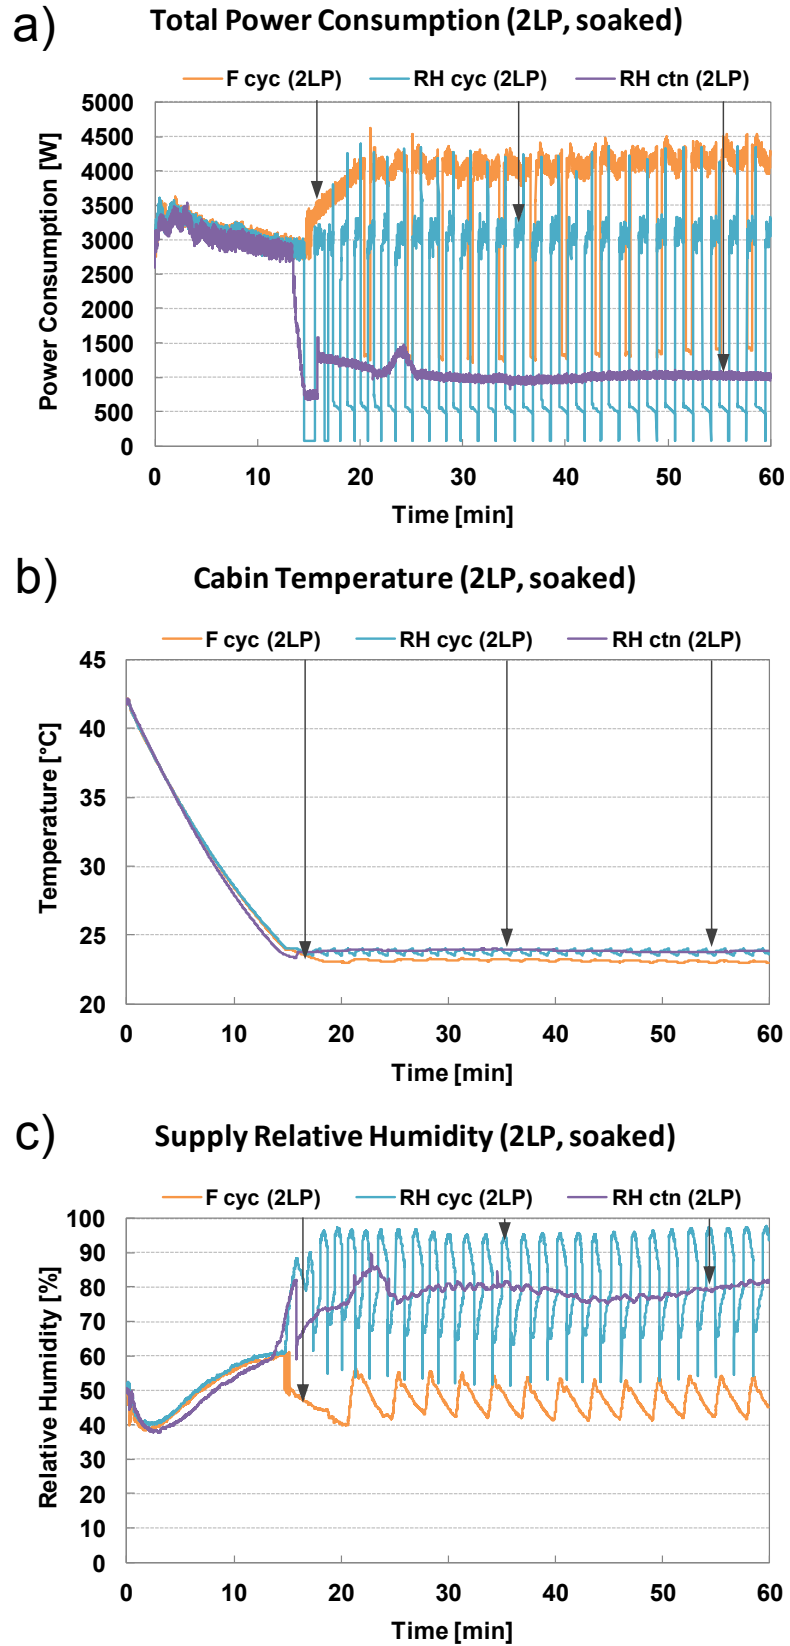 a) Total Power Consumption (2LP, soaked)
F cyc (2LP) RH cyc (2LP) RH ctn (2LP)
5000
4500
4000
3500
3000
2500
2000
1500
1000
500
0
Power Consumption [W]
0 10 20 30 40 50 60
Time [min]
b) Cabin Temperature (2LP, soaked)
F cyc (2LP) RH cyc (2LP) RH ctn (2LP)
45
40
35
30
25
20
Temperature [°C]
0 10 20 30 40 50 60
Time [min]
c) Supply Relative Humidity (2LP, soaked)
F cyc (2LP) RH cyc (2LP) RH ctn (2LP)
100
90
80
70
60
50
40
30
20
10
0
Relative Humidity [%]
0 10 20 30 40 50 60
Time [min]